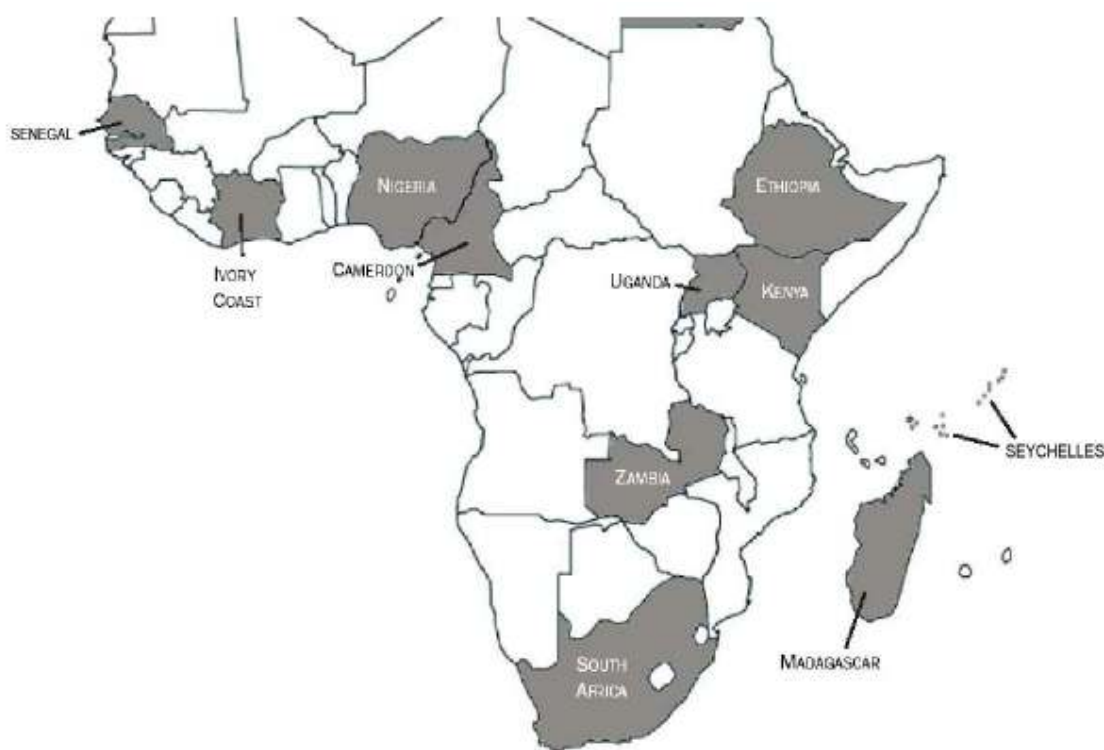 SENEGAL
NIGERIA
ETHIOPIA
IVORY
COAST
CAMEROON
UGANDA
KENYA
SEYCHELLES
ZAMBIA
SOUTH
AFRICA
MADAGASCAR